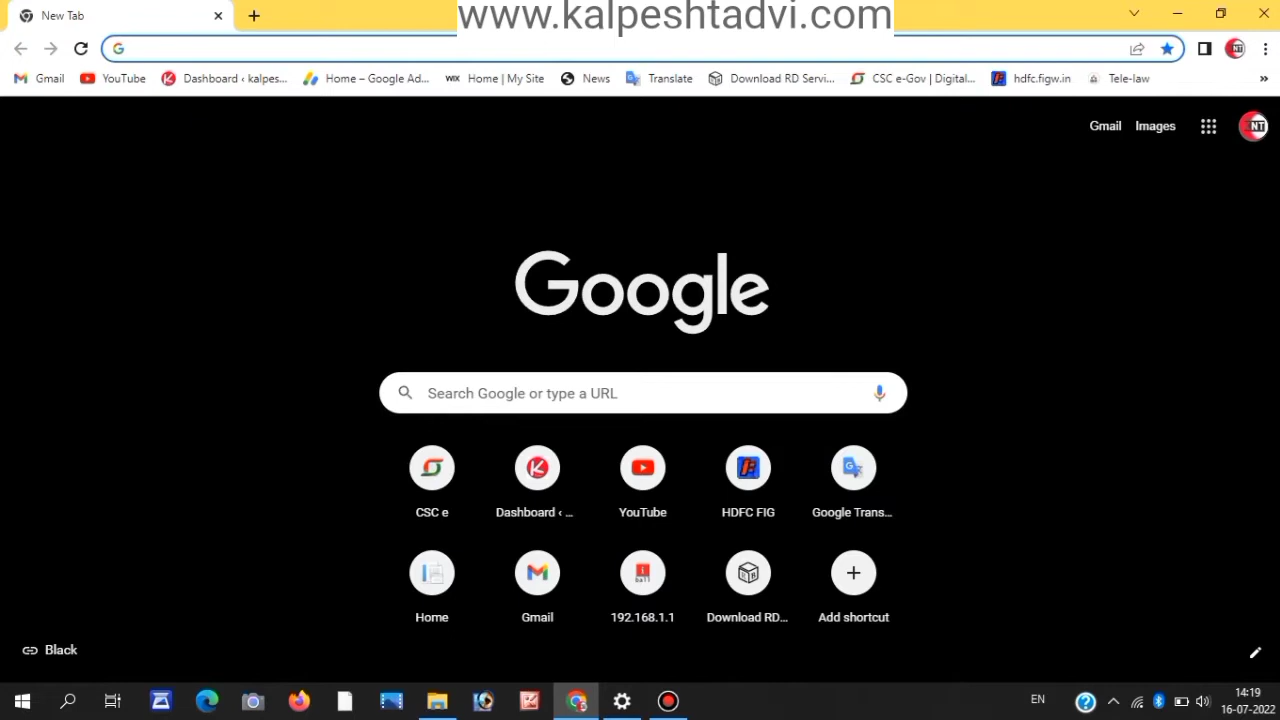 New Tab
www.kalpeshtadvi.com
Gmail
YouTube
Dashboard ‹ kalpes...
Home – Google Ad...
WIX Home | My Site
News
Translate
Download RD Servi...
CSC e-Gov | Digital...
hdfc.figw.in
Tele-law
»
Gmail Images
Google
Search Google or type a URL
CSC e
Dashboard ‹ ...
YouTube
HDFC FIG
Google Trans...
Home
Gmail
192.168.1.1
Download RD...
Add shortcut
Black
EN
14:19
16-07-2022